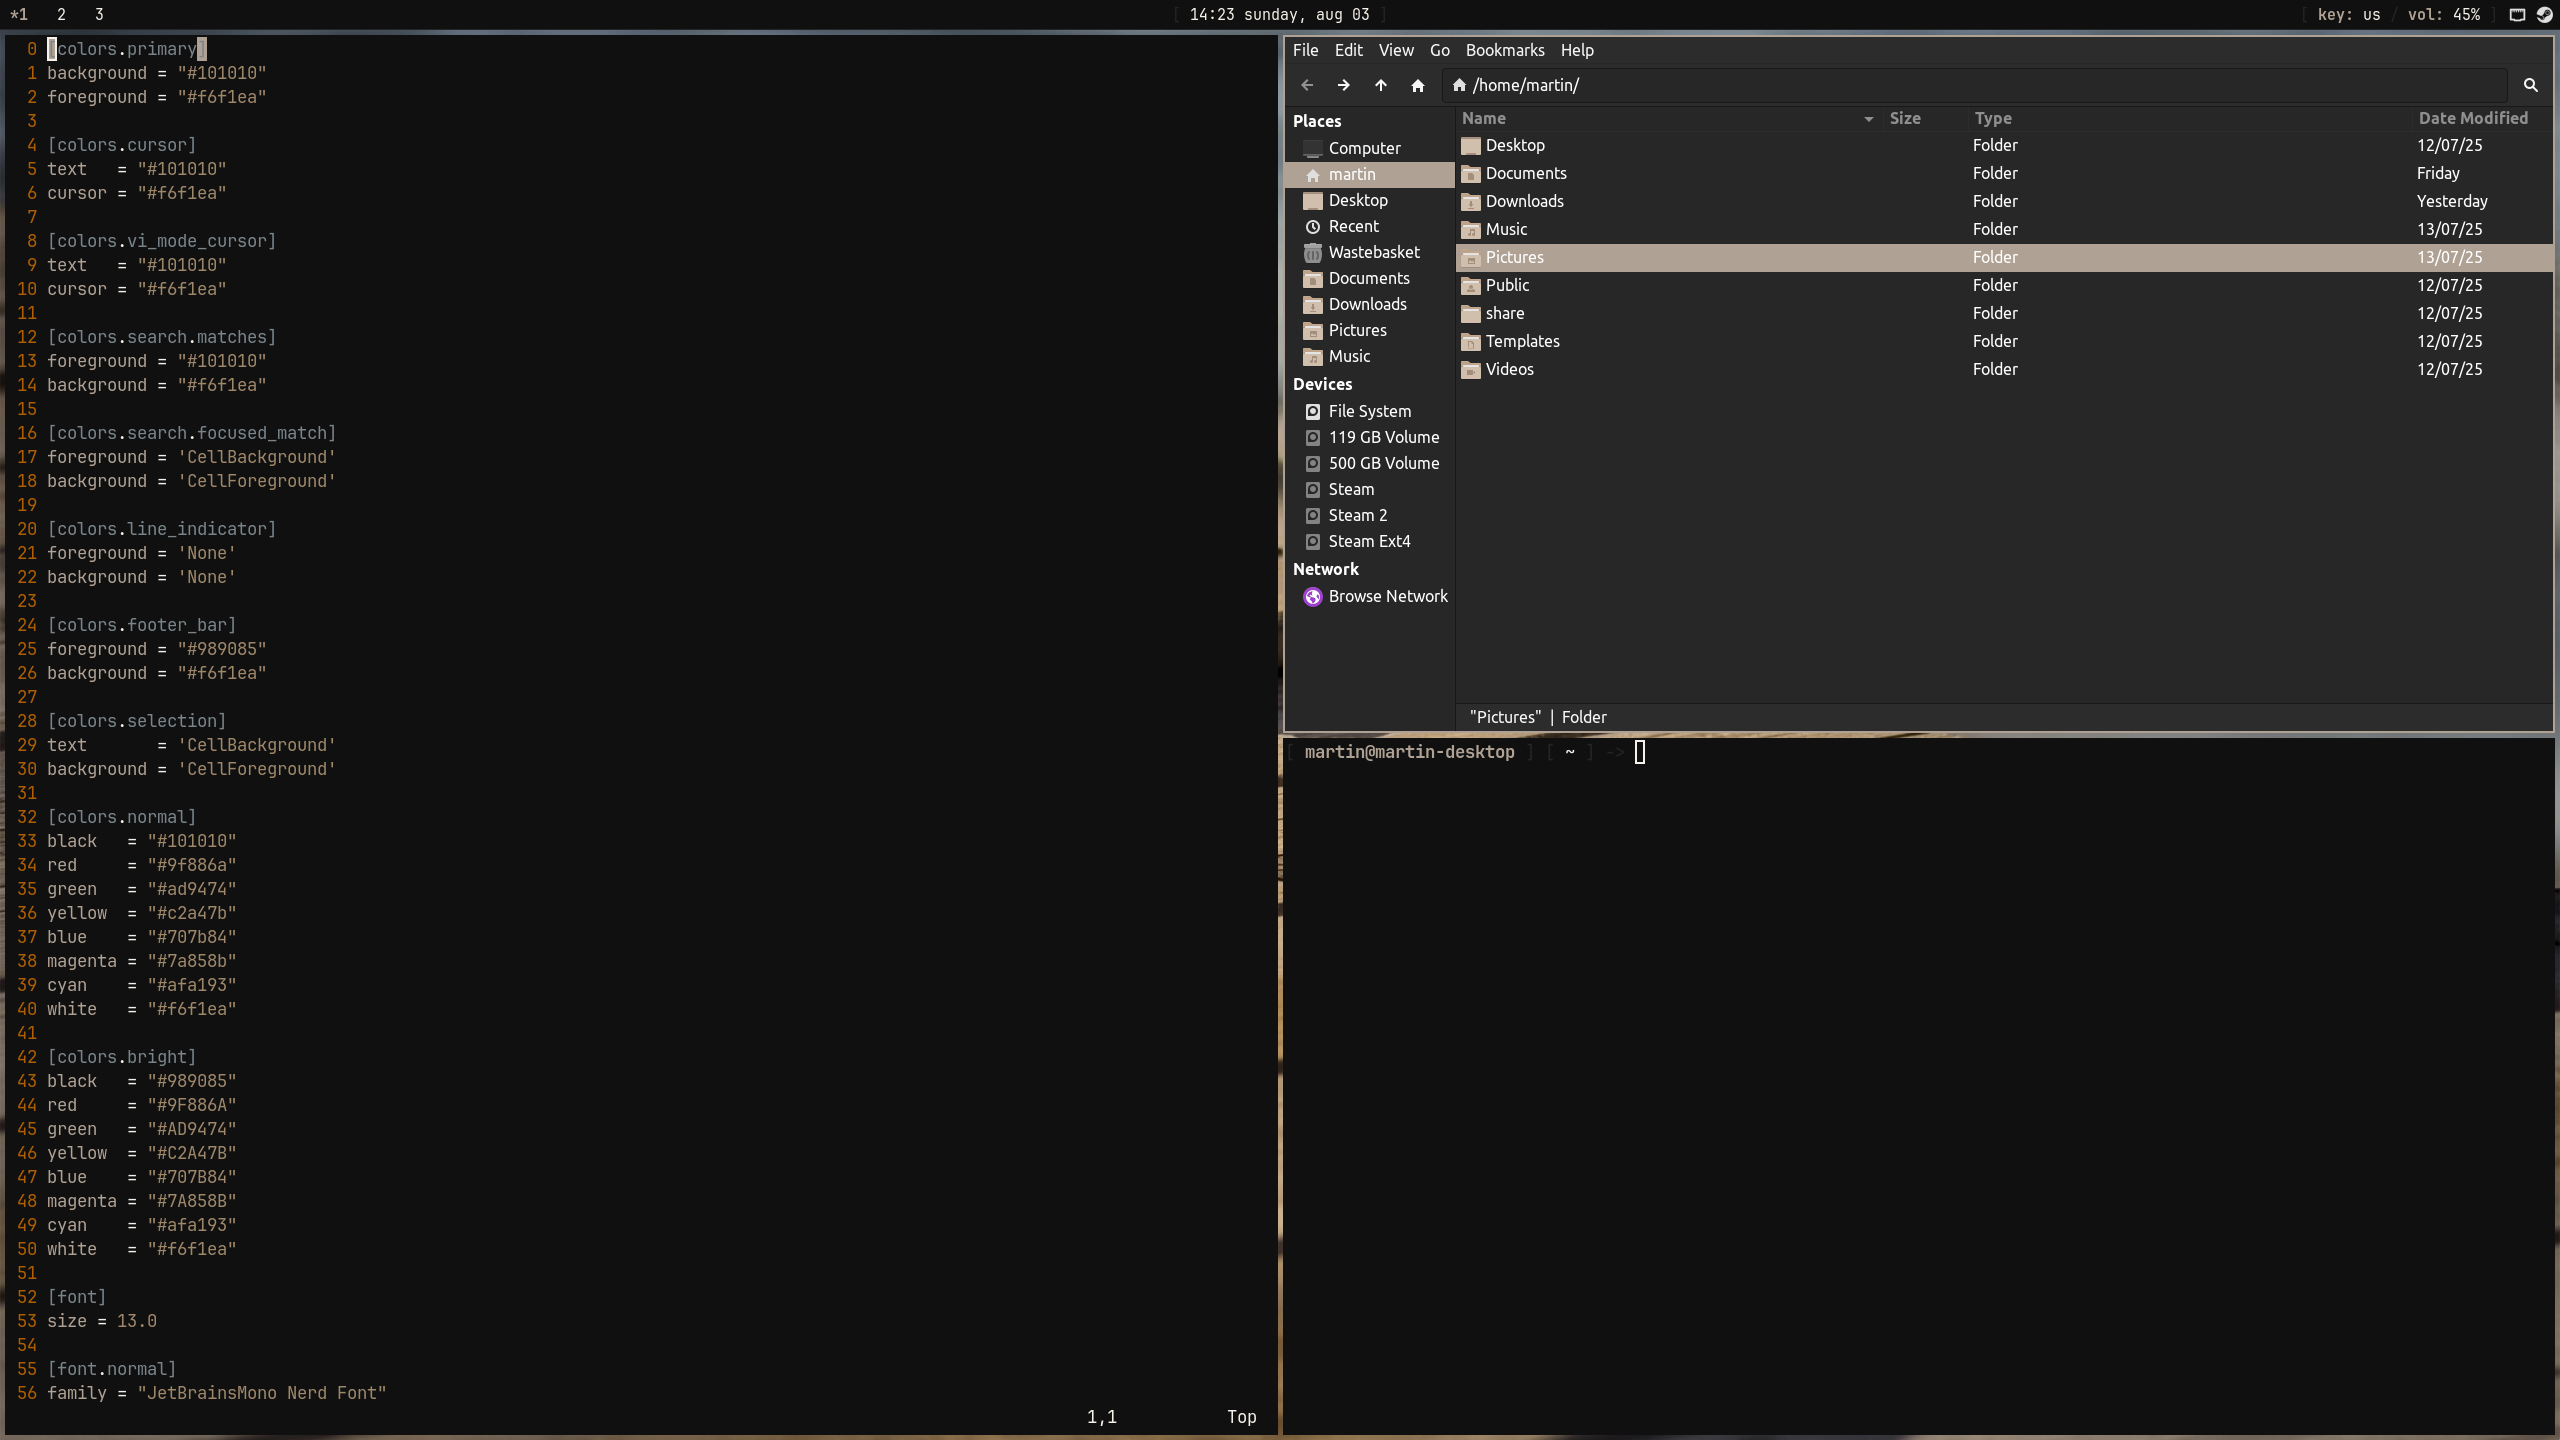 *1 2 3
[ 14:23 sunday, aug 03 ]
[ key: us / vol: 45% ]
0 [colors.primary]
1 background = "#101010"
2 foreground = "#f6f1ea"
3
4 [colors.cursor]
5 text   = "#101010"
6 cursor = "#f6f1ea"
7
8 [colors.vi_mode_cursor]
9 text   = "#101010"
10 cursor = "#f6f1ea"
11
12 [colors.search.matches]
13 foreground = "#101010"
14 background = "#f6f1ea"
15
16 [colors.search.focused_match]
17 foreground = 'CellBackground'
18 background = 'CellForeground'
19
20 [colors.line_indicator]
21 foreground = 'None'
22 background = 'None'
23
24 [colors.footer_bar]
25 foreground = "#989085"
26 background = "#f6f1ea"
27
28 [colors.selection]
29 text       = 'CellBackground'
30 background = 'CellForeground'
31
32 [colors.normal]
33 black   = "#101010"
34 red     = "#9f886a"
35 green   = "#ad9474"
36 yellow  = "#c2a47b"
37 blue    = "#707b84"
38 magenta = "#7a858b"
39 cyan    = "#afa193"
40 white   = "#f6f1ea"
41
42 [colors.bright]
43 black   = "#989085"
44 red     = "#9F886A"
45 green   = "#AD9474"
46 yellow  = "#C2A47B"
47 blue    = "#707B84"
48 magenta = "#7A858B"
49 cyan    = "#afa193"
50 white   = "#f6f1ea"
51
52 [font]
53 size = 13.0
54
55 [font.normal]
56 family = "JetBrainsMono Nerd Font"
1,1 Top
File Edit View Go Bookmarks Help
/home/martin/
Places
Computer
martin
Desktop
Recent
Wastebasket
Documents
Downloads
Pictures
Music
Devices
File System
119 GB Volume
500 GB Volume
Steam
Steam 2
Steam Ext4
Network
Browse Network
Name Size Type Date Modified
Desktop Folder 12/07/25
Documents Folder Friday
Downloads Folder Yesterday
Music Folder 13/07/25
Pictures Folder 13/07/25
Public Folder 12/07/25
share Folder 12/07/25
Templates Folder 12/07/25
Videos Folder 12/07/25
"Pictures" | Folder
[ martin@martin-desktop ] [ ~ ] ->